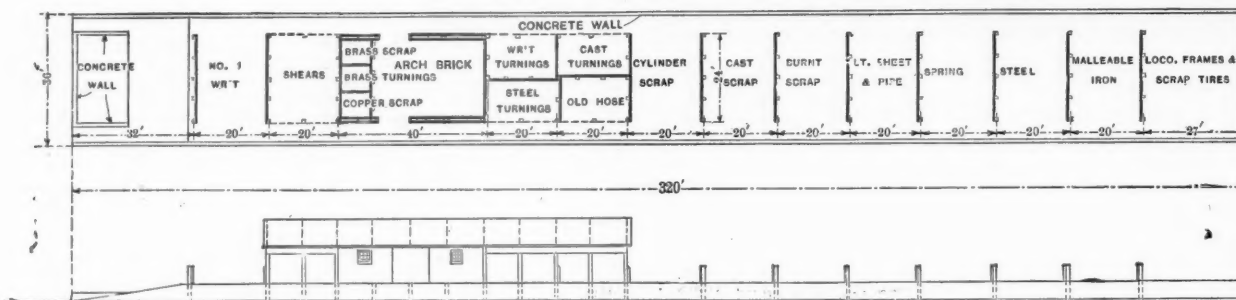 CONCRETE WALL
36'
CONCRETE
WALL
NO. 1
WR'T
SHEARS
BRASS SCRAP
BRASS TURNINGS
COPPER SCRAP
ARCH BRICK
WR'T
TURNINGS
STEEL
TURNINGS
CAST
TURNINGS
OLD HOSE
CYLINDER
SCRAP
CAST
SCRAP
24'
BURNT
SCRAP
LT. SHEET
& PIPE
SPRING
STEEL
MALLEABLE
IRON
LOCO. FRAMES &
SCRAP TIRES
32' 20' 20' 40' 20' 20' 20' 20' 20' 20' 20' 20' 20' 27'
320'